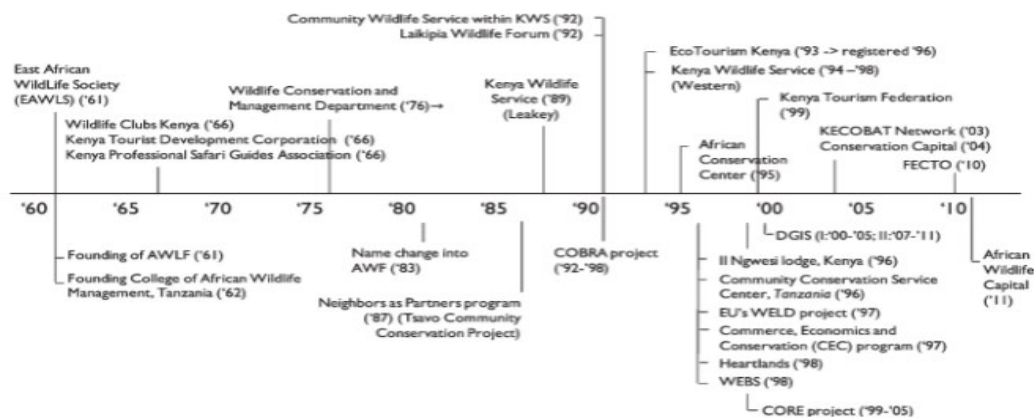 Community Wildlife Service within KWS ('92)
Laikipia Wildlife Forum ('92)
EcoTourism Kenya ('93 -> registered '96)
Kenya Wildlife Service ('94 –'98)
(Western)
East African
WildLife Society
(EAWLS) ('61)
Wildlife Conservation and
Management Department ('76)→
Kenya Wildlife
Service ('89)
(Leakey)
Kenya Tourism Federation
('99)
Wildlife Clubs Kenya ('66)
Kenya Tourist Development Corporation ('66)
Kenya Professional Safari Guides Association ('66)
African
Conservation
Center ('95)
KECOBAT Network ('03)
Conservation Capital ('04)
FECTO ('10)
'60 '65 '70 '75 '80 '85 '90 '95 '00 '05 '10
Founding of AWLF ('61)
Founding College of African Wildlife
Management, Tanzania ('62)
Name change into
AWF ('83)
Neighbors as Partners program
('87) (Tsavo Community
Conservation Project)
COBRA project
('92-'98)
DGIS (I:'00-'05; II:'07-'11)
Il Ngwesi lodge, Kenya ('96)
Community Conservation Service
Center, Tanzania ('96)
EU's WELD project ('97)
Commerce, Economics and
Conservation (CEC) program ('97)
Heartlands ('98)
WEBS ('98)
CORE project ('99-'05)
African
Wildlife
Capital
('11)